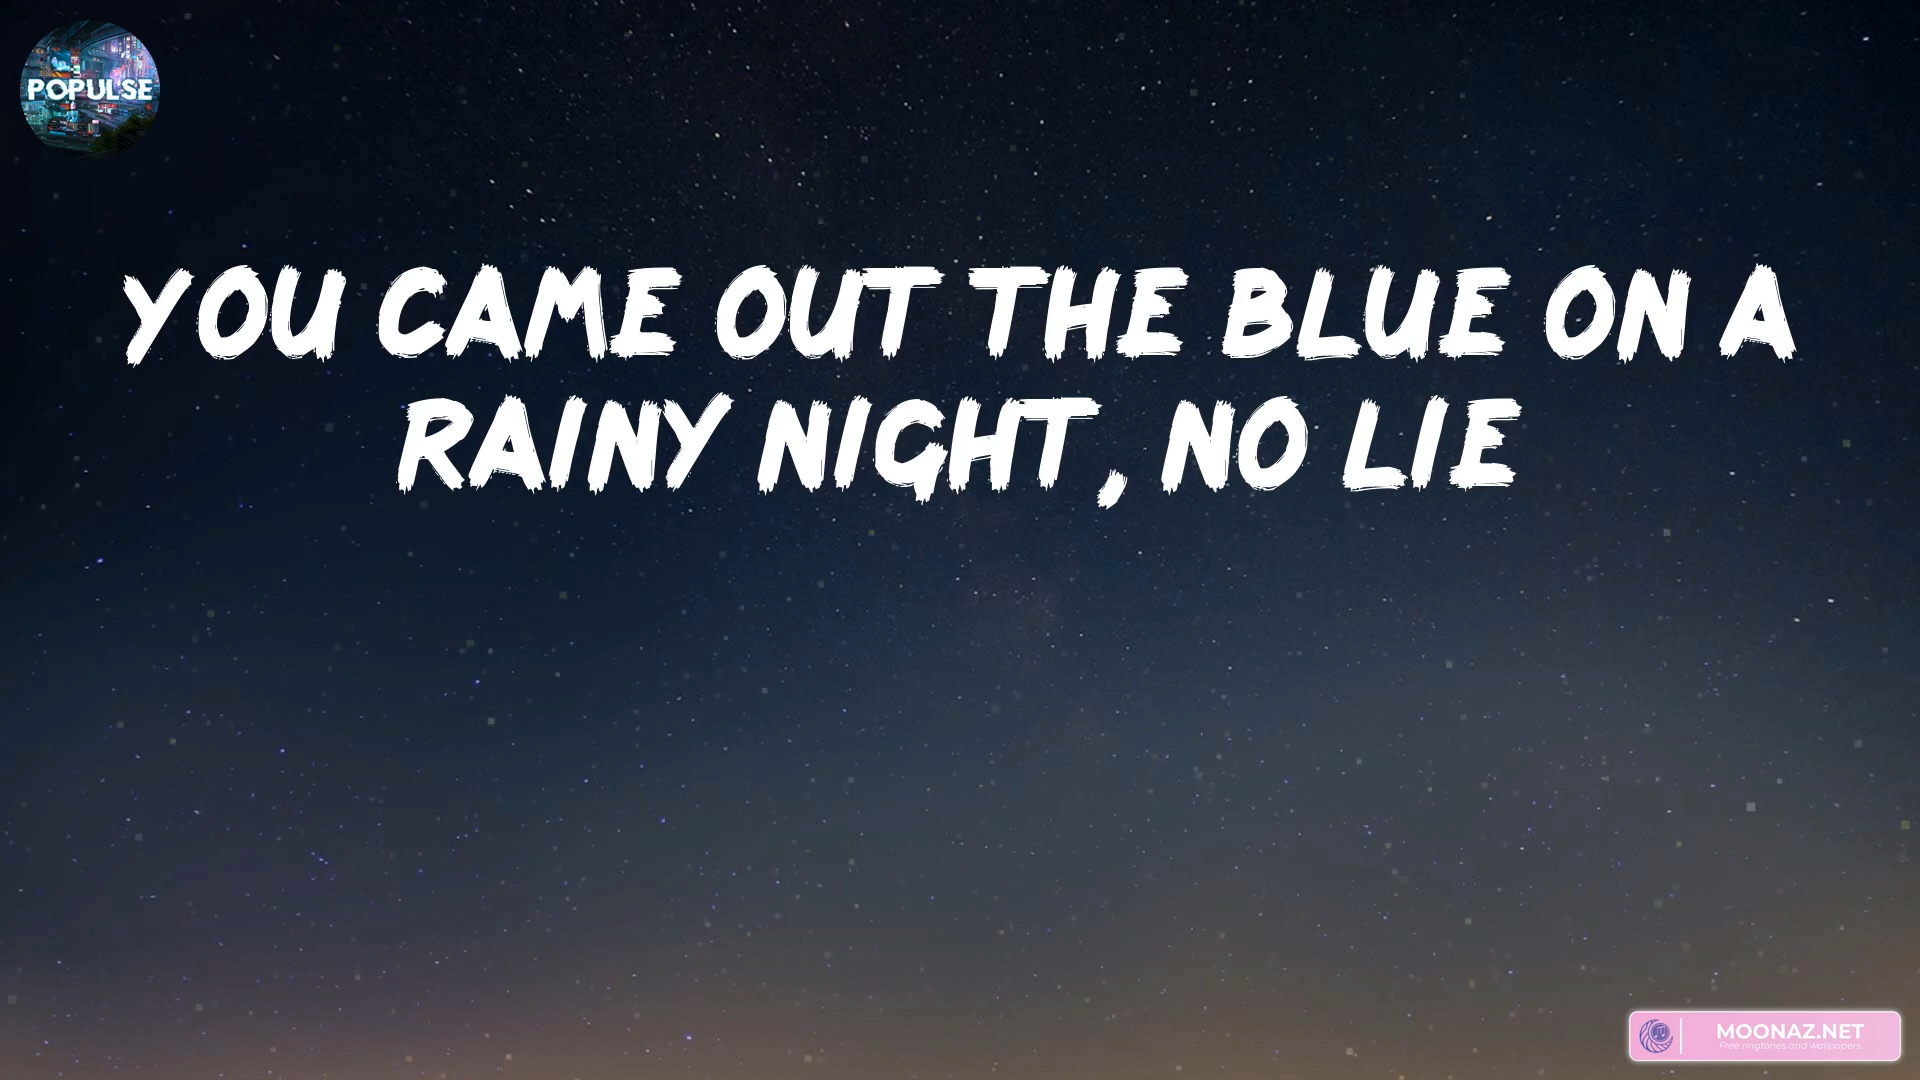 POPULSE
YOU CAME OUT THE BLUE ON A
RAINY NIGHT, NO LIE
MOONAZ.NET
Free ringtones and wallpapers